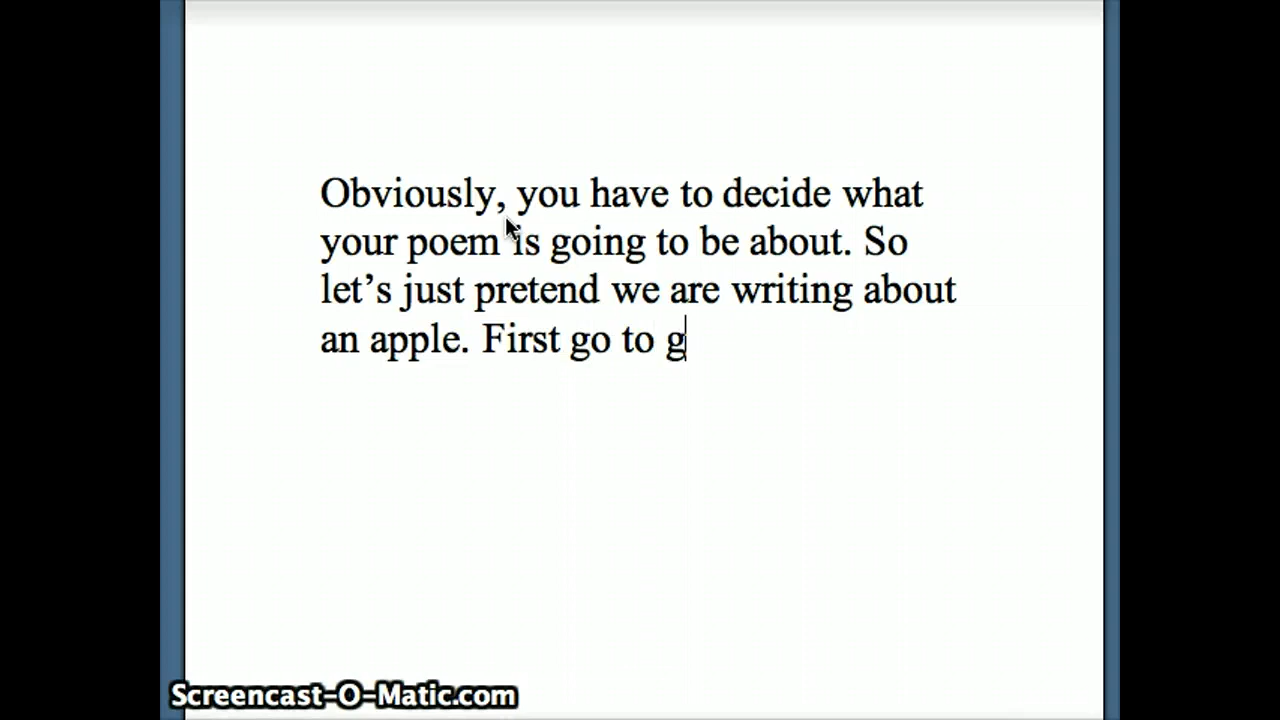 Obviously, you have to decide what
your poem is going to be about. So
let’s just pretend we are writing about
an apple. First go to g
Screencast-O-Matic.com